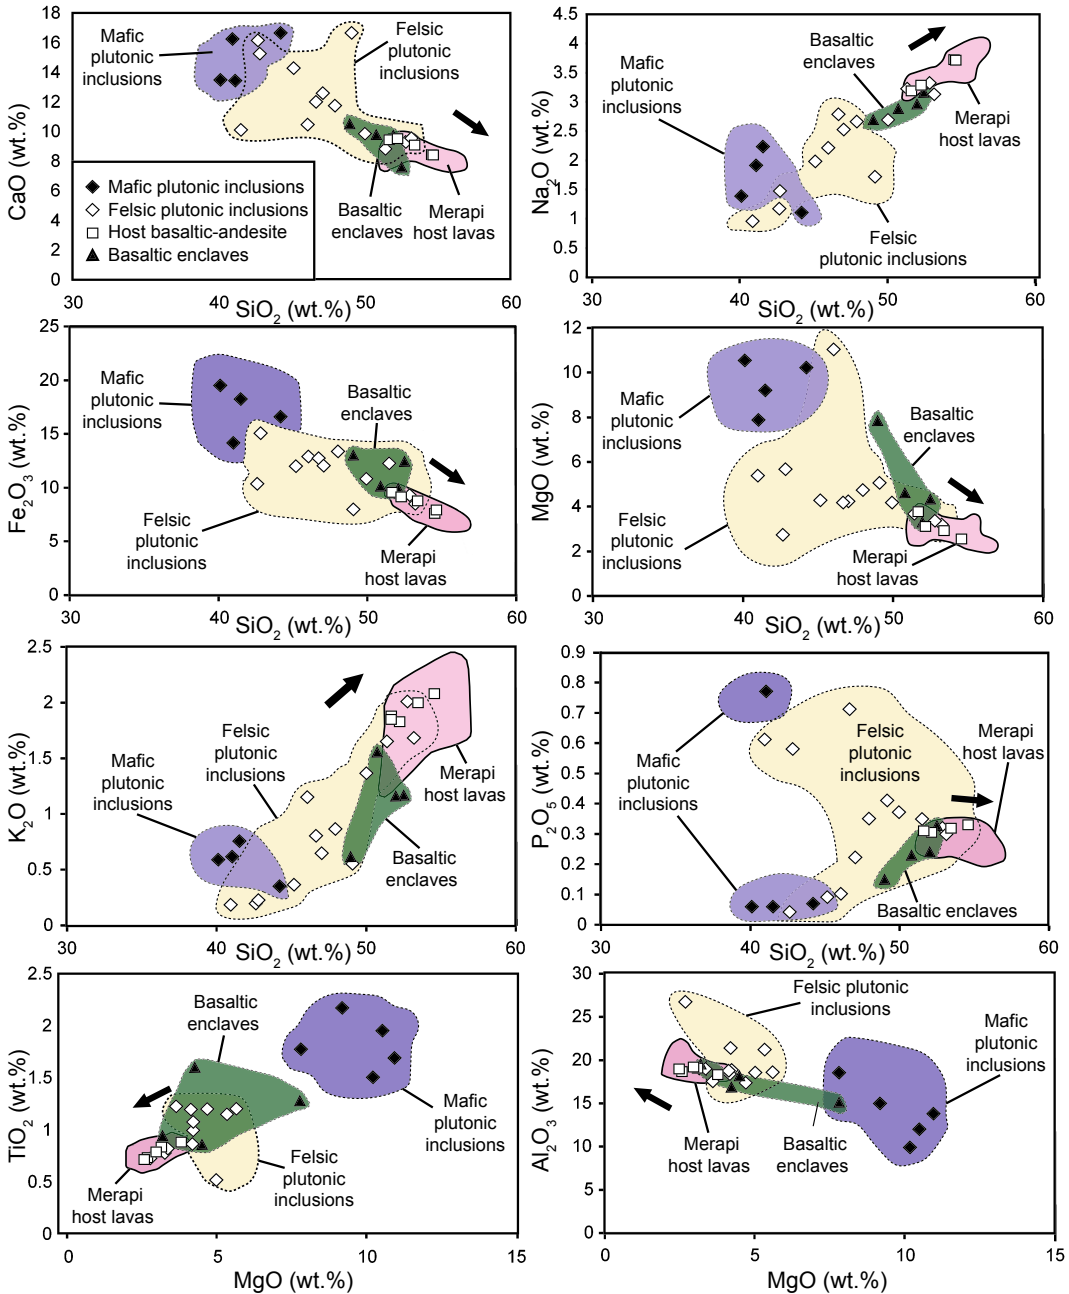 CaO (wt.%)
18
16
14
12
10
8
6
4
2
0
Mafic
plutonic
inclusions
Felsic
plutonic
inclusions
Mafic plutonic inclusions
Felsic plutonic inclusions
Host basaltic-andesite
Basaltic enclaves
Basaltic
enclaves
Merapi
host lavas
30
40
50
60
SiO2 (wt.%)
Na2O (wt.%)
4.5
4
3.5
3
2.5
2
1.5
1
0.5
0
Mafic
plutonic
inclusions
Basaltic
enclaves
Merapi
host lavas
Felsic
plutonic inclusions
30
40
50
60
SiO2 (wt.%)
Fe2O3 (wt.%)
25
20
15
10
5
0
Mafic
plutonic
inclusions
Basaltic
enclaves
Felsic
plutonic
inclusions
Merapi
host lavas
30
40
50
60
SiO2 (wt.%)
MgO (wt.%)
12
10
8
6
4
2
0
Mafic
plutonic
inclusions
Basaltic
enclaves
Felsic
plutonic
inclusions
Merapi
host lavas
30
40
50
60
SiO2 (wt.%)
K2O (wt.%)
2.5
2
1.5
1
0.5
0
Felsic
plutonic
inclusions
Mafic
plutonic
inclusions
Merapi
host lavas
Basaltic
enclaves
30
40
50
60
SiO2 (wt.%)
P2O5 (wt.%)
0.9
0.8
0.7
0.6
0.5
0.4
0.3
0.2
0.1
0
Mafic
plutonic
inclusions
Felsic
plutonic
inclusions
Merapi
host lavas
Basaltic enclaves
30
40
50
60
SiO2 (wt.%)
TiO2 (wt.%)
2.5
2
1.5
1
0.5
0
Basaltic
enclaves
Mafic
plutonic
inclusions
Felsic
plutonic
inclusions
Merapi
host lavas
0
5
10
15
MgO (wt.%)
Al2O3 (wt.%)
30
25
20
15
10
5
0
Felsic plutonic
inclusions
Mafic
plutonic
inclusions
Merapi
host lavas
Basaltic
enclaves
0
5
10
15
MgO (wt.%)